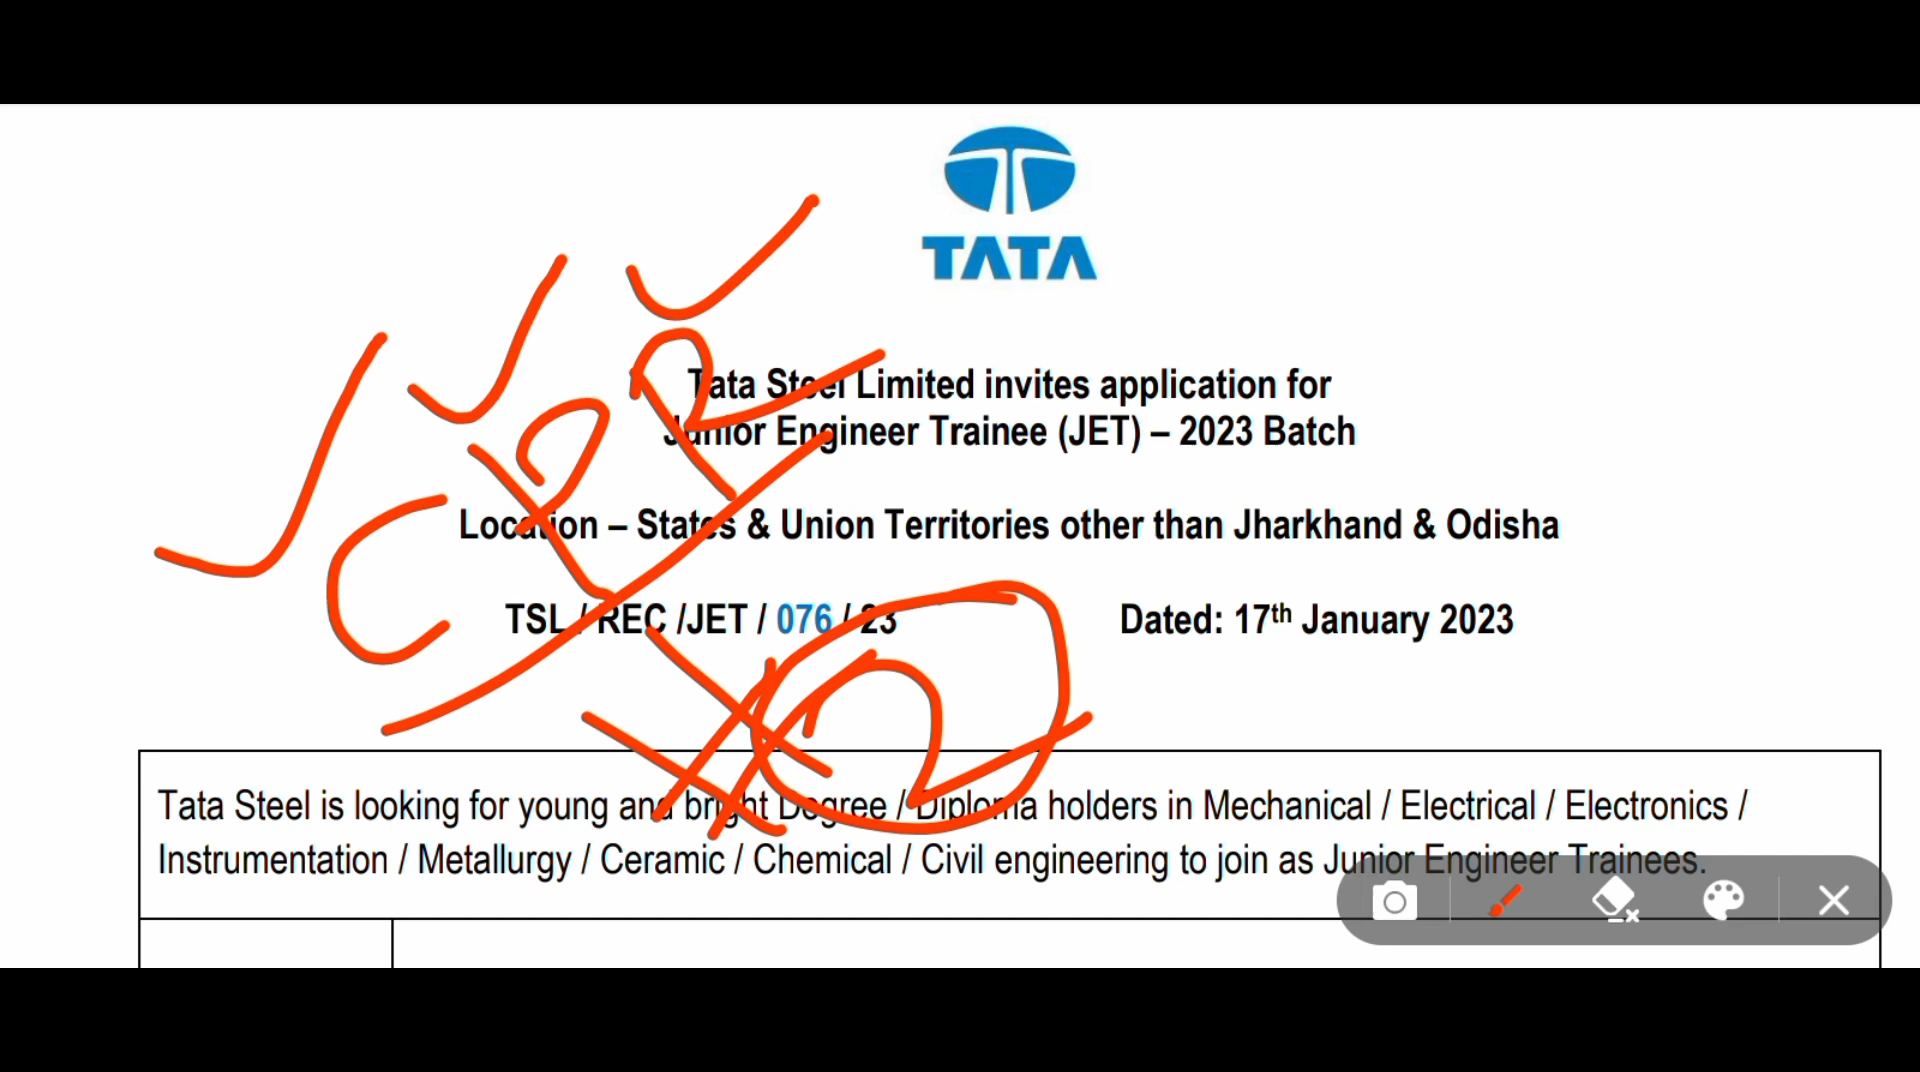 TATA
Tata Steel Limited invites application for
Junior Engineer Trainee (JET) – 2023 Batch
Location – States & Union Territories other than Jharkhand & Odisha
TSL / REC /JET / 076 / 23 Dated: 17th January 2023
Tata Steel is looking for young and bright Degree / Diploma holders in Mechanical / Electrical / Electronics /
Instrumentation / Metallurgy / Ceramic / Chemical / Civil engineering to join as Junior Engineer Trainees.